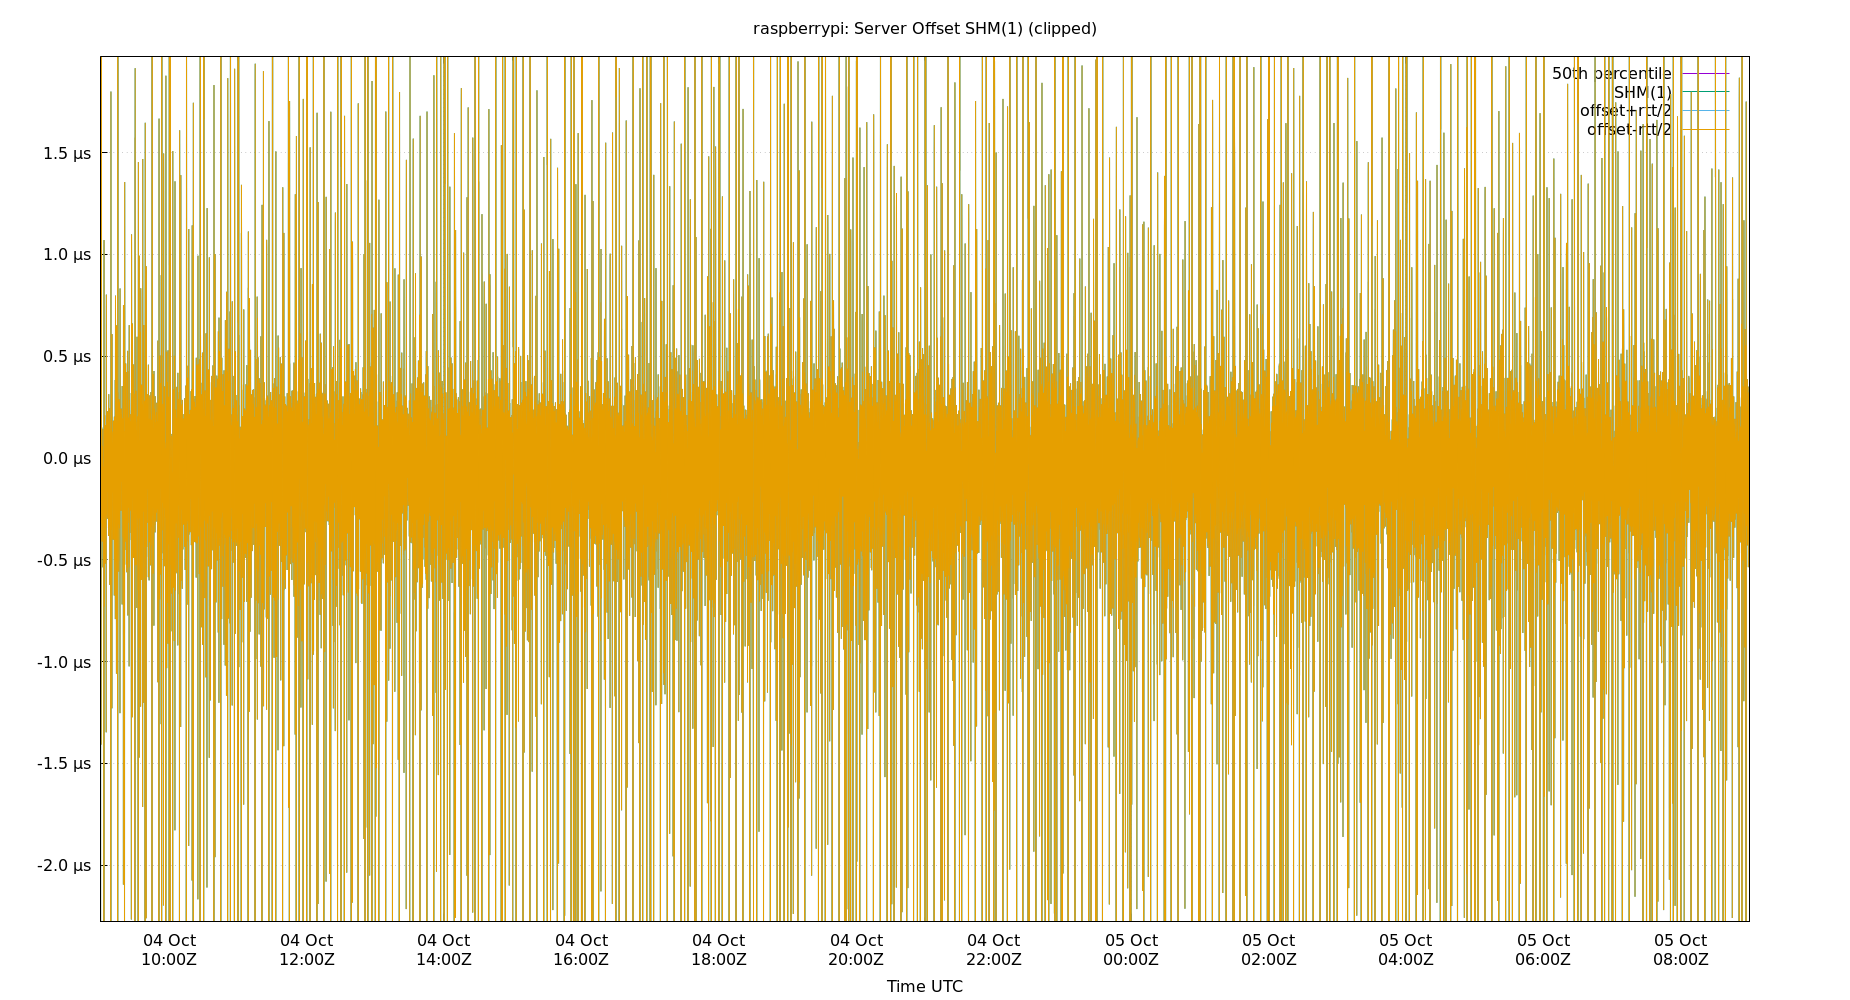 raspberrypi: Server Offset SHM(1) (clipped)
50th percentile
SHM(1)
offset+rtt/2
offset-rtt/2
1.5 µs
1.0 µs
0.5 µs
0.0 µs
-0.5 µs
-1.0 µs
-1.5 µs
-2.0 µs
04 Oct 04 Oct 04 Oct 04 Oct 04 Oct 04 Oct 04 Oct 05 Oct 05 Oct 05 Oct 05 Oct 05 Oct
10:00Z 12:00Z 14:00Z 16:00Z 18:00Z 20:00Z 22:00Z 00:00Z 02:00Z 04:00Z 06:00Z 08:00Z
Time UTC